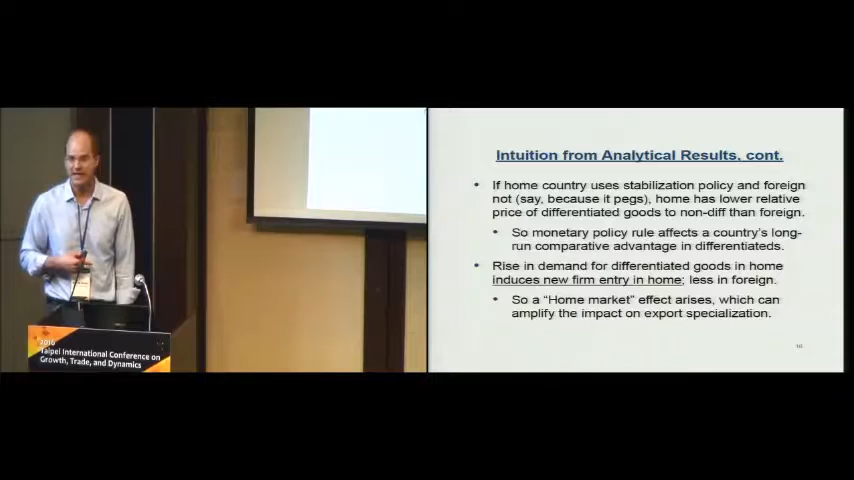 Intuition from Analytical Results, cont.
• If home country uses stabilization policy and foreign
not (say, because it pegs), home has lower relative
price of differentiated goods to non-diff than foreign.
• So monetary policy rule affects a country's long-
run comparative advantage in differentiateds.
• Rise in demand for differentiated goods in home
induces new firm entry in home; less in foreign.
• So a "Home market" effect arises, which can
amplify the impact on export specialization.
2016
Taipei International Conference on
Growth, Trade, and Dynamics